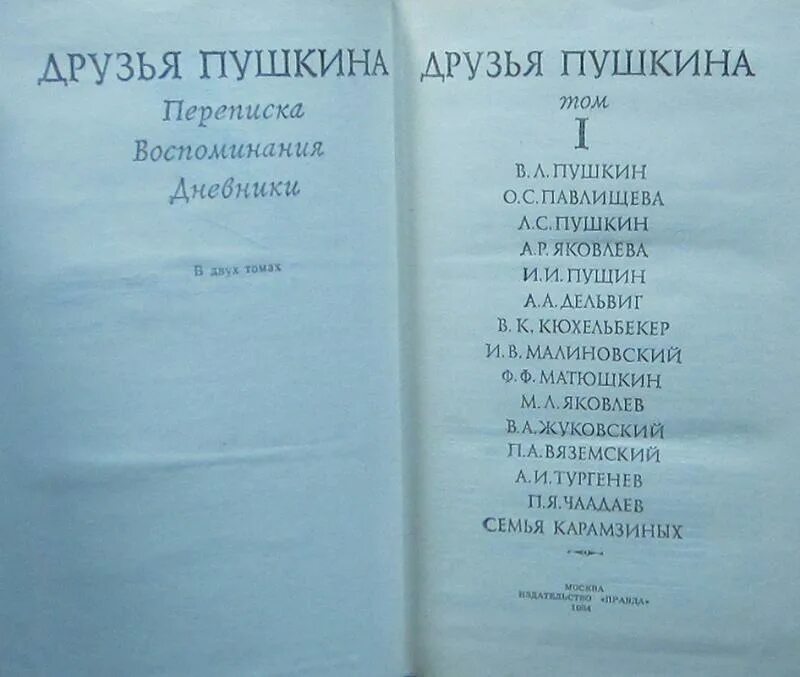 ДРУЗЬЯ ПУШКИНА
Переписка
Воспоминания
Дневники
В двух томах
ДРУЗЬЯ ПУШКИНА
том
I
В.Л.ПУШКИН
О.С.ПАВЛИЩЕВА
Л.С.ПУШКИН
А.Р.ЯКОВЛЕВА
И.И.ПУЩИН
А.А.ДЕЛЬВИГ
В.К.КЮХЕЛЬБЕКЕР
И.В.МАЛИНОВСКИЙ
Ф.Ф.МАТЮШКИН
М.Л.ЯКОВЛЕВ
В.А.ЖУКОВСКИЙ
П.А.ВЯЗЕМСКИЙ
А.И.ТУРГЕНЕВ
П.Я.ЧААДАЕВ
СЕМЬЯ КАРАМЗИНЫХ
МОСКВА
ИЗДАТЕЛЬСТВО «ПРАВДА»
1984